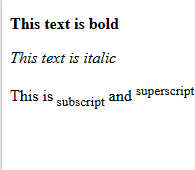 This text is bold
This text is italic
This is subscript and superscript